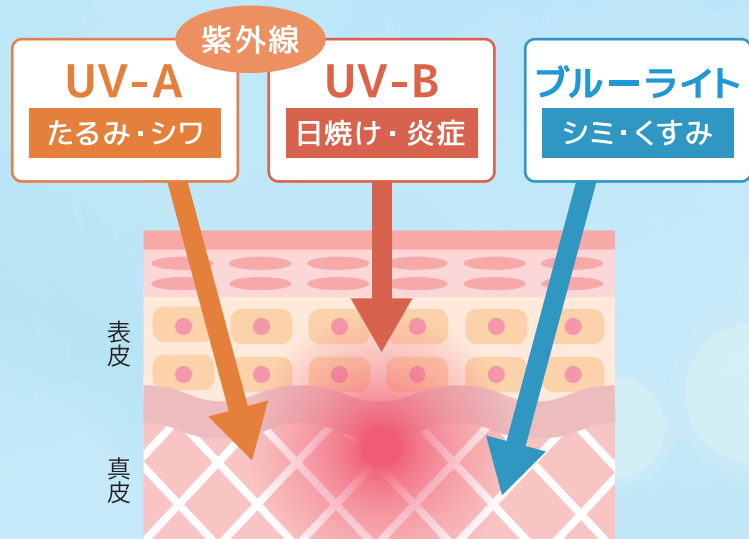 紫外線
UV-A
たるみ・シワ
UV-B
日焼け・炎症
ブルーライト
シミ・くすみ
表皮
真皮